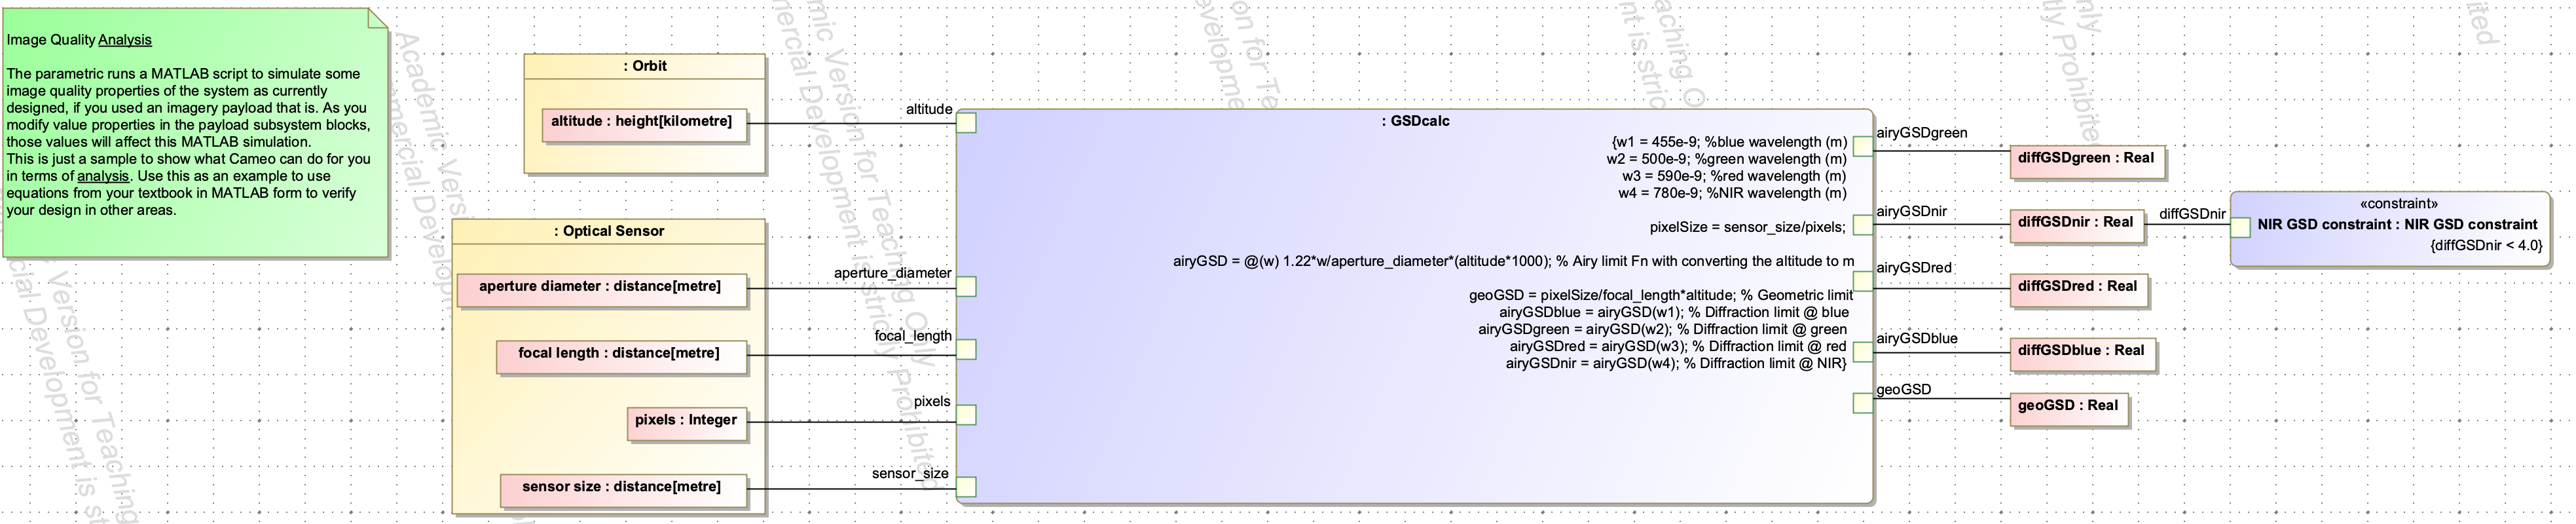 Image Quality Analysis
The parametric runs a MATLAB script to simulate some
image quality properties of the system as currently
designed, if you used an imagery payload that is. As you
modify value properties in the payload subsystem blocks,
those values will affect this MATLAB simulation.
This is just a sample to show what Cameo can do for you
in terms of analysis. Use this as an example to use
equations from your textbook in MATLAB form to verify
your design in other areas.
: Orbit
altitude : height[kilometre]
: Optical Sensor
aperture diameter : distance[metre]
focal length : distance[metre]
pixels : Integer
sensor size : distance[metre]
altitude
aperture_diameter
focal_length
pixels
sensor_size
: GSDcalc
{w1 = 455e-9; %blue wavelength (m)
w2 = 500e-9; %green wavelength (m)
w3 = 590e-9; %red wavelength (m)
w4 = 780e-9; %NIR wavelength (m)
pixelSize = sensor_size/pixels;
airyGSD = @(w) 1.22*w/aperture_diameter*(altitude*1000); % Airy limit Fn with converting the altitude to m
geoGSD = pixelSize/focal_length*altitude; % Geometric limit
airyGSDblue = airyGSD(w1); % Diffraction limit @ blue
airyGSDgreen = airyGSD(w2); % Diffraction limit @ green
airyGSDred = airyGSD(w3); % Diffraction limit @ red
airyGSDnir = airyGSD(w4); % Diffraction limit @ NIR}
airyGSDgreen
airyGSDnir
airyGSDred
airyGSDblue
geoGSD
diffGSDgreen : Real
diffGSDnir : Real
diffGSDred : Real
diffGSDblue : Real
geoGSD : Real
diffGSDnir
«constraint»
NIR GSD constraint : NIR GSD constraint
{diffGSDnir < 4.0}